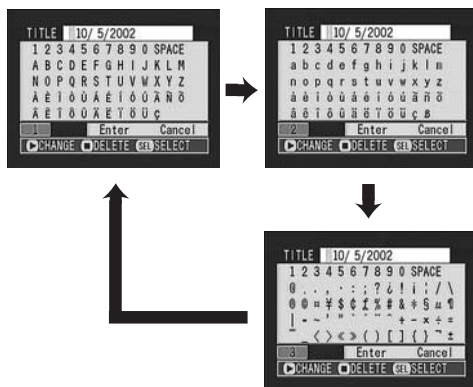 TITLE 10/ 5/2002
1 2 3 4 5 6 7 8 9 0 SPACE
A B C D E F G H I J K L M
N O P Q R S T U V W X Y Z
À È Ì Ò Ù Á É Í Ó Ú Ã Ñ Õ
Â Ê Î Ô Û Ä Ë Ï Ö Ü Ç
1 Enter Cancel
CHANGE DELETE SEL SELECT
TITLE 10/ 5/2002
1 2 3 4 5 6 7 8 9 0 SPACE
a b c d e f g h i j k l m
n o p q r s t u v w x y z
à è ì ò ù á é í ó ú ã ñ õ
â ê î ô û ä ë ï ö ü ç ß
2 Enter Cancel
CHANGE DELETE SEL SELECT
TITLE 10/ 5/2002
1 2 3 4 5 6 7 8 9 0 SPACE
: ; ? ¿ ! ¡ / \
¤ ¥ $ ¢ £ % # & * § µ ¶
+ - × ÷ =
_ 〈 〉 « » ( ) [ ] { } ±
3 Enter Cancel
CHANGE DELETE SEL SELECT